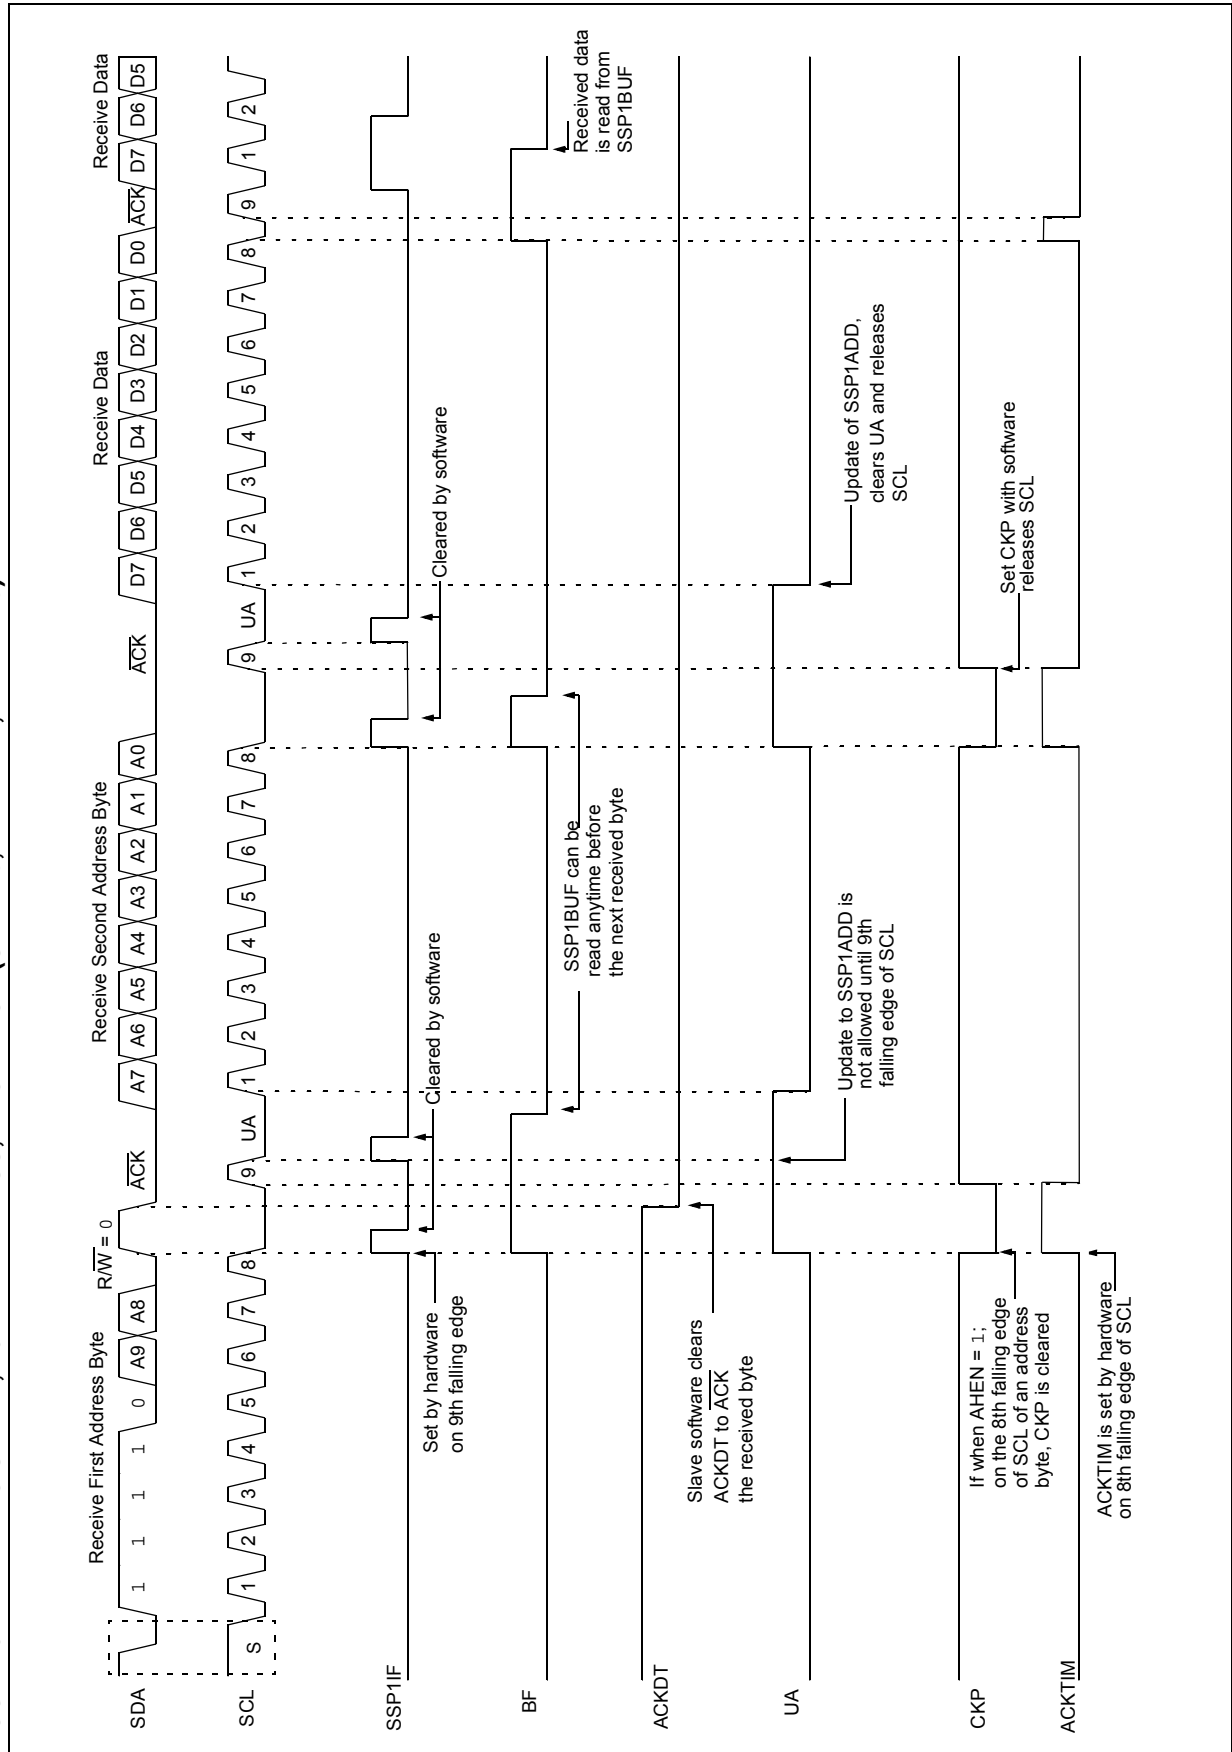 Receive First Address Byte
R/W = 0
Receive Second Address Byte
Receive Data
Receive Data
SDA
1
1
1
1
0
A9
A8
ACK
A7
A6
A5
A4
A3
A2
A1
A0
ACK
D7
D6
D5
D4
D3
D2
D1
D0
ACK
D7
D6
D5
SCL
S
1
2
3
4
5
6
7
8
9
UA
1
2
3
4
5
6
7
8
9
UA
1
2
3
4
5
6
7
8
9
1
2
SSP1IF
Set by hardware
on 9th falling edge
Cleared by software
Cleared by software
BF
SSP1BUF can be
read anytime before
the next received byte
Received data
is read from
SSP1BUF
ACKDT
Slave software clears
ACKDT to ACK
the received byte
UA
Update to SSP1ADD is
not allowed until 9th
falling edge of SCL
Update of SSP1ADD,
clears UA and releases
SCL
CKP
If when AHEN = 1;
on the 8th falling edge
of SCL of an address
byte, CKP is cleared
Set CKP with software
releases SCL
ACKTIM
ACKTIM is set by hardware
on 8th falling edge of SCL